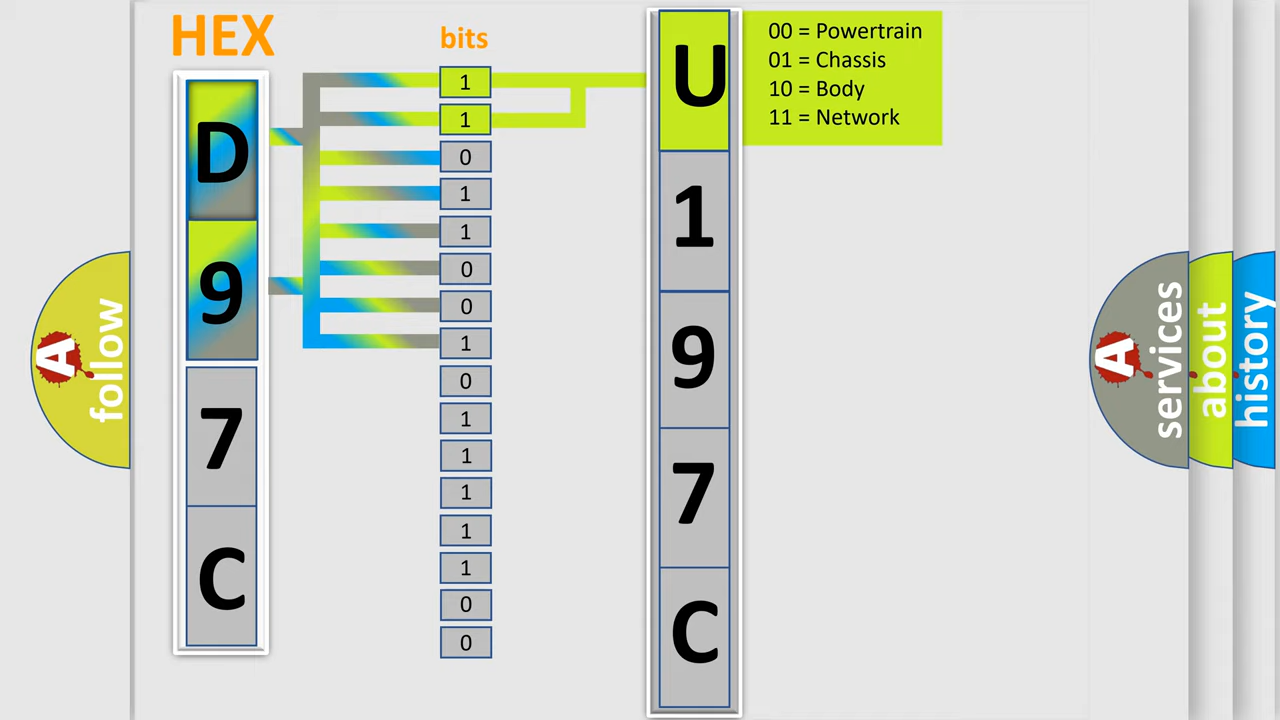 HEX
bits
D
9
7
C
1
1
0
1
1
0
0
1
0
1
1
1
1
1
0
0
U
1
9
7
C
00 = Powertrain
01 = Chassis
10 = Body
11 = Network
A
follow
A
services
about
history